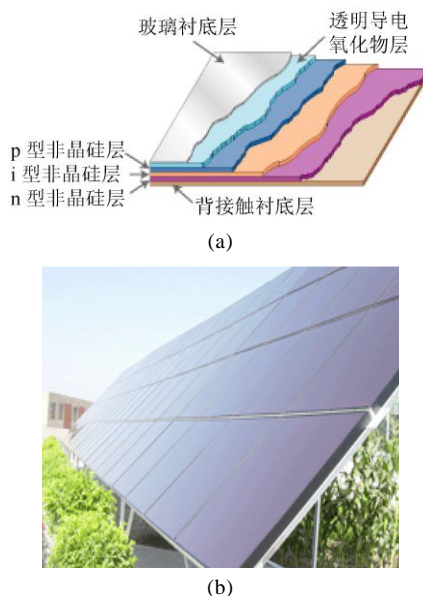 玻璃衬底层
透明导电
氧化物层
p 型非晶硅层
i 型非晶硅层
n 型非晶硅层
背接触衬底层
(a)
(b)